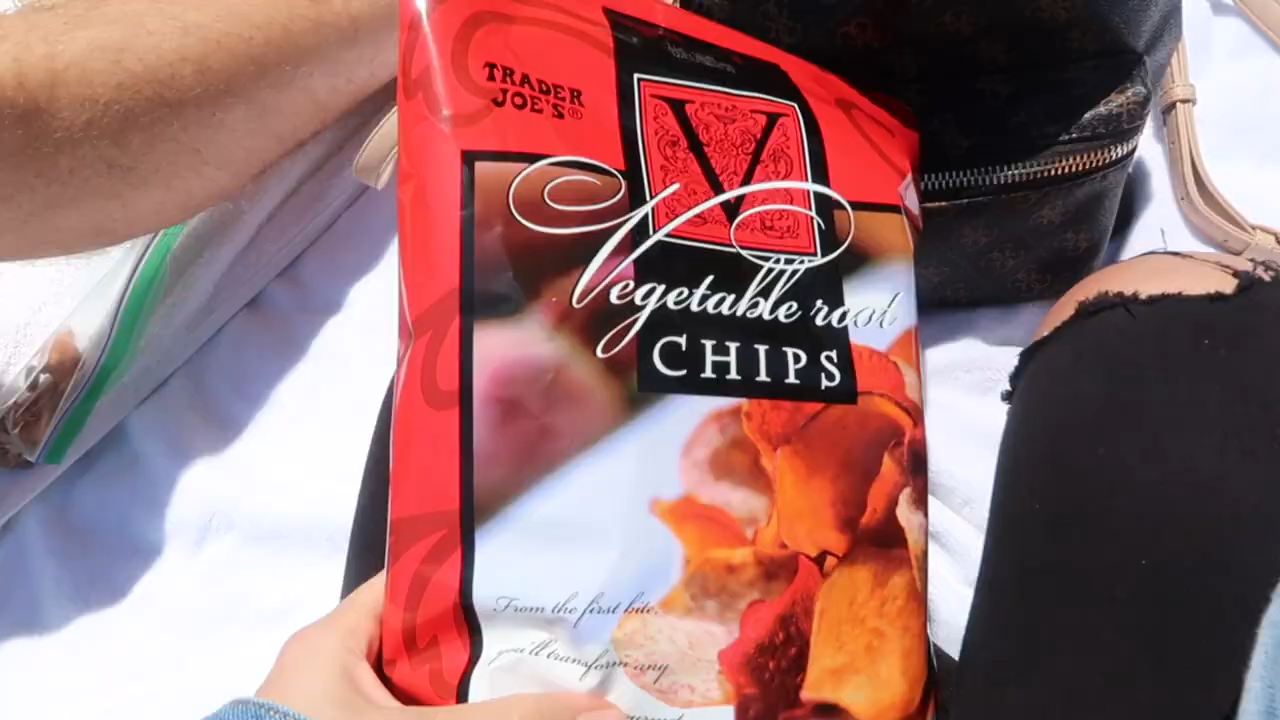 TRADER
JOE'S®
V
Vegetable root
CHIPS
From the first bite,
you'll transform any